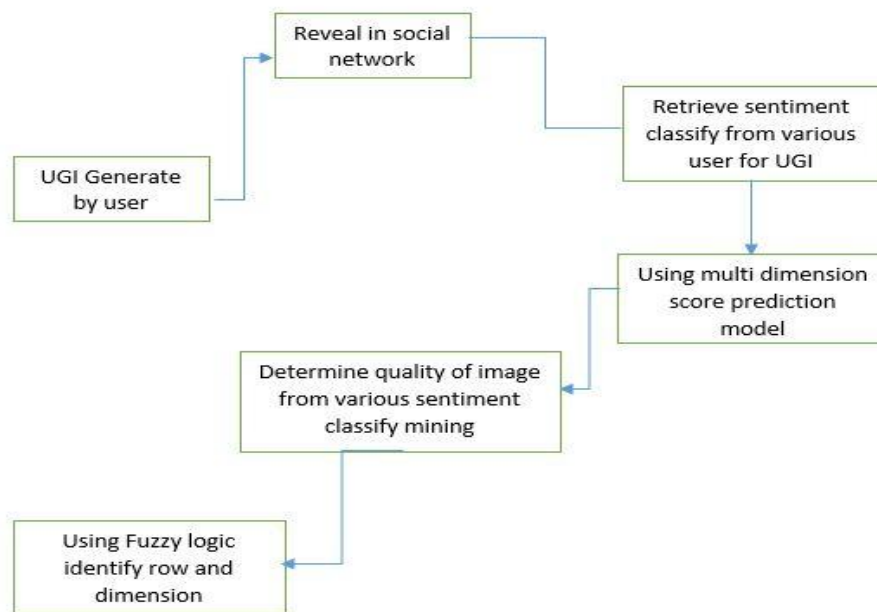 Reveal in social
network
Retrieve sentiment
classify from various
user for UGI
UGI Generate
by user
Using multi dimension
score prediction
model
Determine quality of image
from various sentiment
classify mining
Using Fuzzy logic
identify row and
dimension